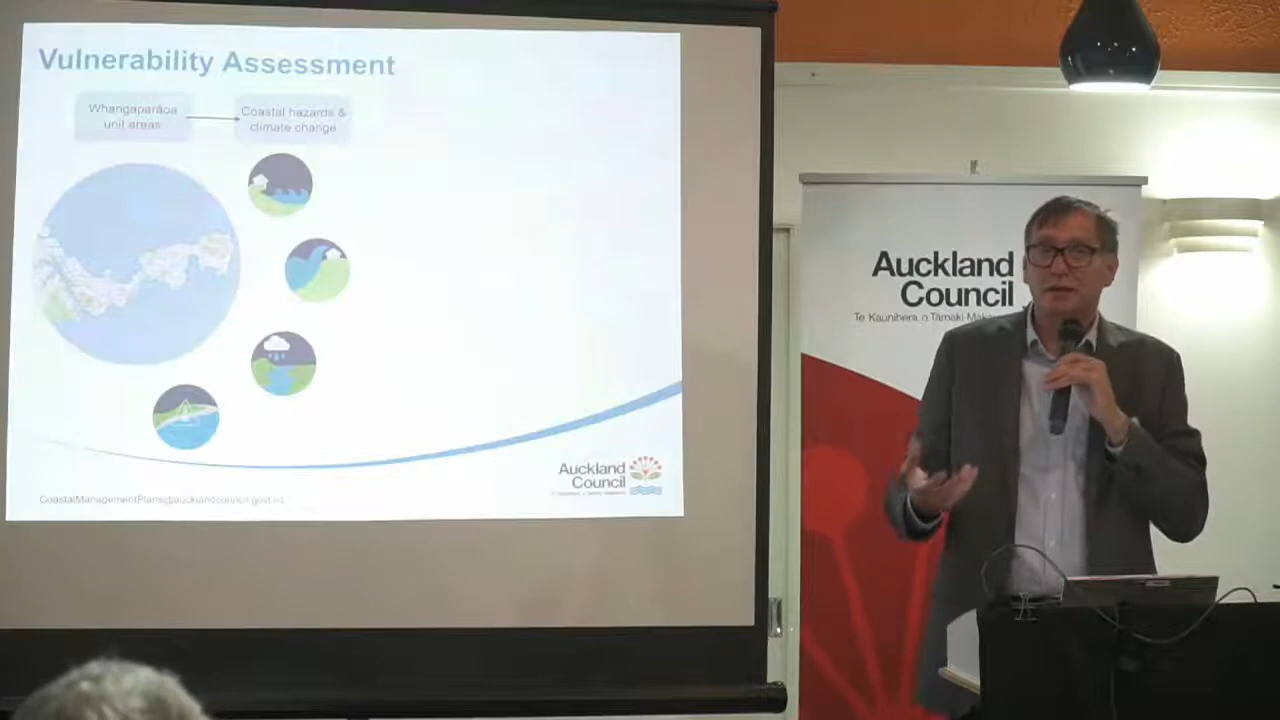 Vulnerability Assessment
Whangaparāoa
unit areas
Coastal hazards &
climate change
Auckland
Council
CoastalManagementPlans@aucklandcouncil.govt.nz
Auckland
Council
Te Kaunihera o Tāmaki